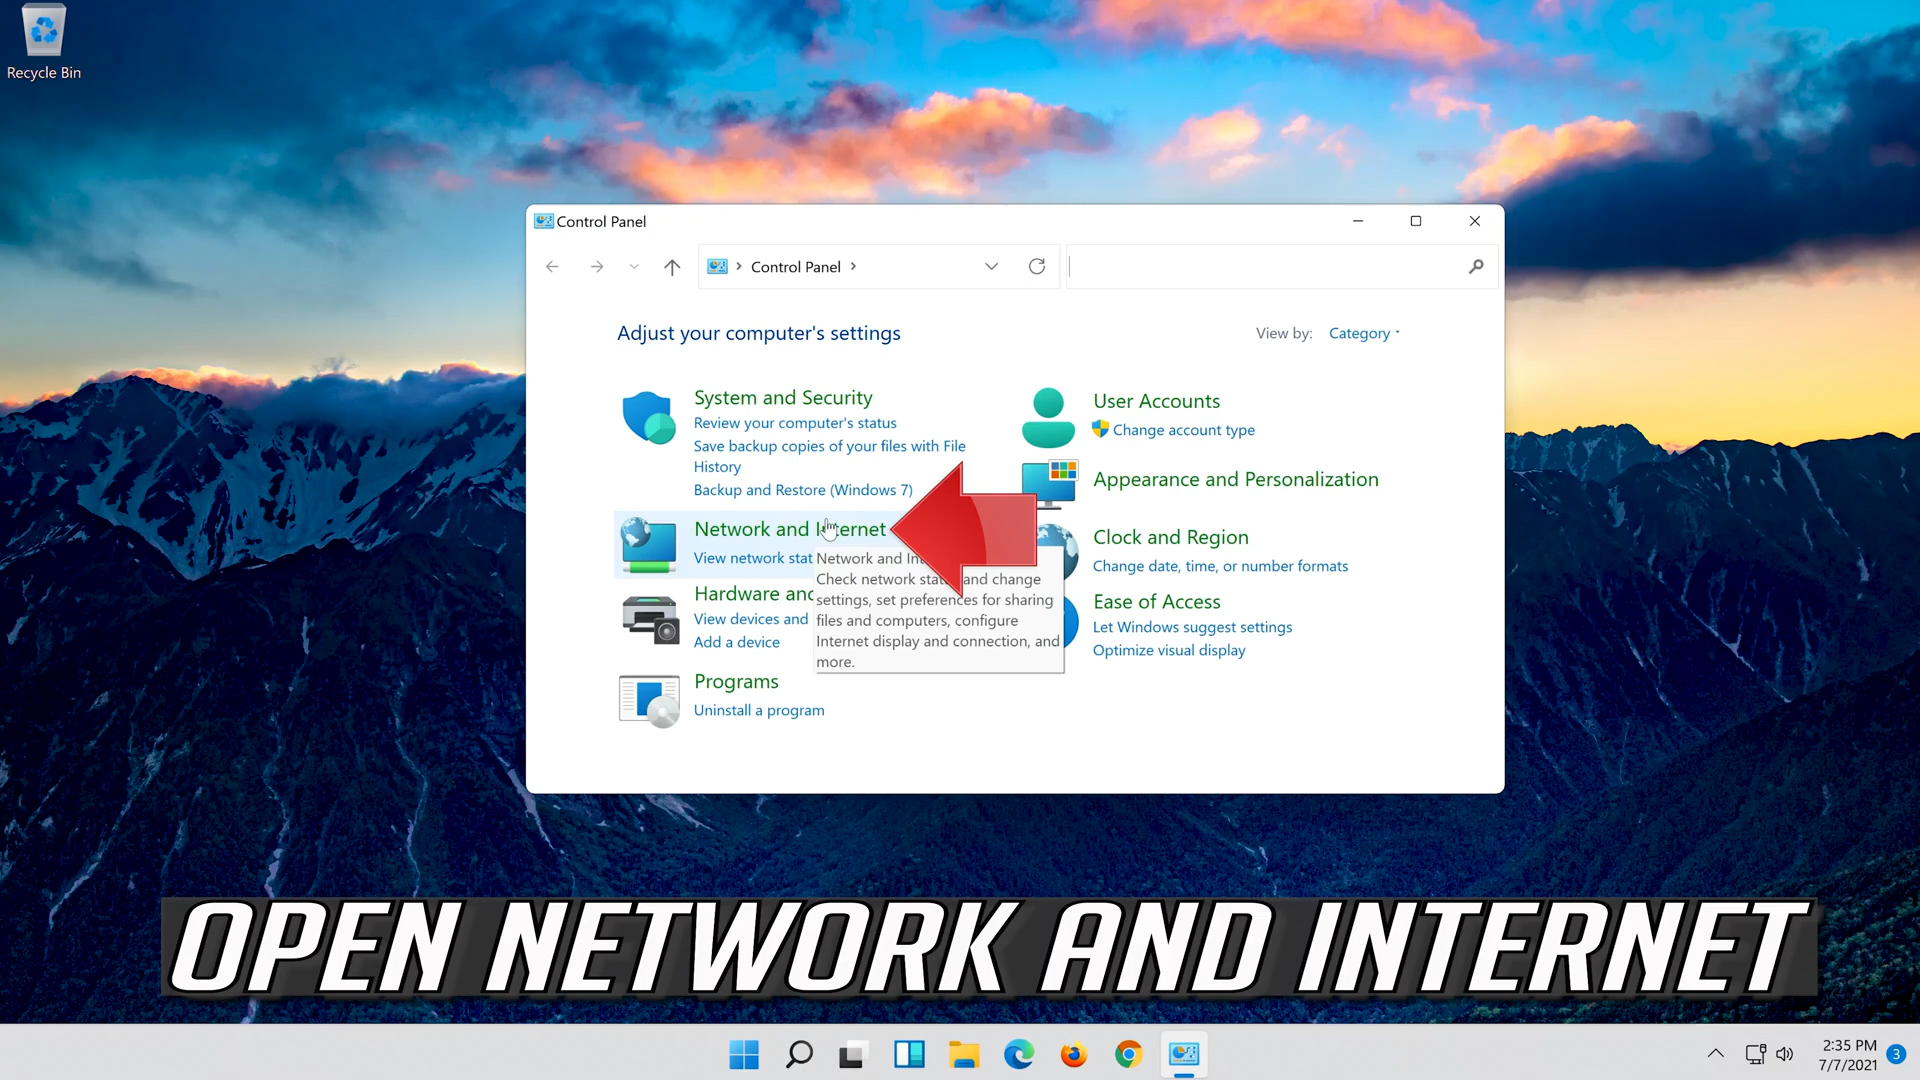 Recycle Bin
Control Panel
Control Panel
Adjust your computer's settings
View by: Category
System and Security
Review your computer's status
Save backup copies of your files with File
History
Backup and Restore (Windows 7)
Network and Internet
View network
Network and
Check network and change
settings, set preferences for sharing
files and computers, configure
Internet display and connection, and
more.
Hardware
View devices and
Add a device
Programs
Uninstall a program
User Accounts
Change account type
Appearance and Personalization
Clock and Region
Change date, time, or number formats
Ease of Access
Let Windows suggest settings
Optimize visual display
OPEN NETWORK AND INTERNET
2:35 PM
7/7/2021
3